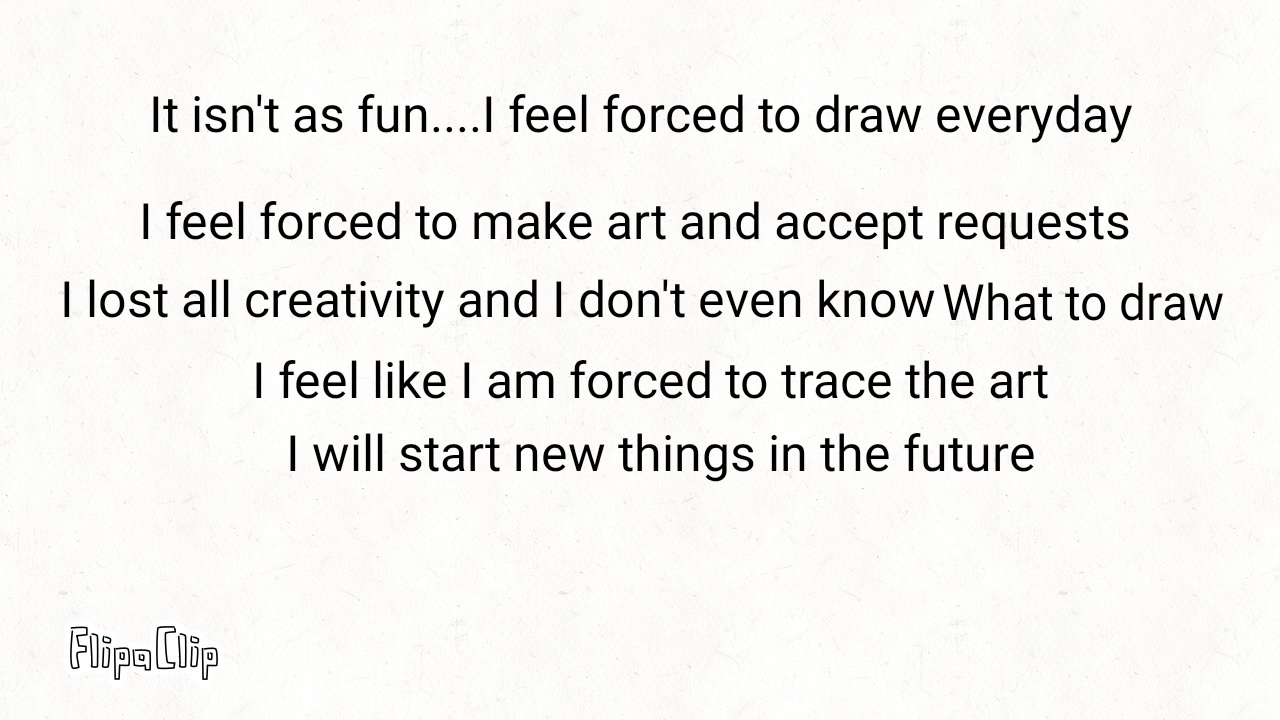 It isn't as fun....I feel forced to draw everyday
I feel forced to make art and accept requests
I lost all creativity and I don't even know What to draw
I feel like I am forced to trace the art
I will start new things in the future
FlipaClip